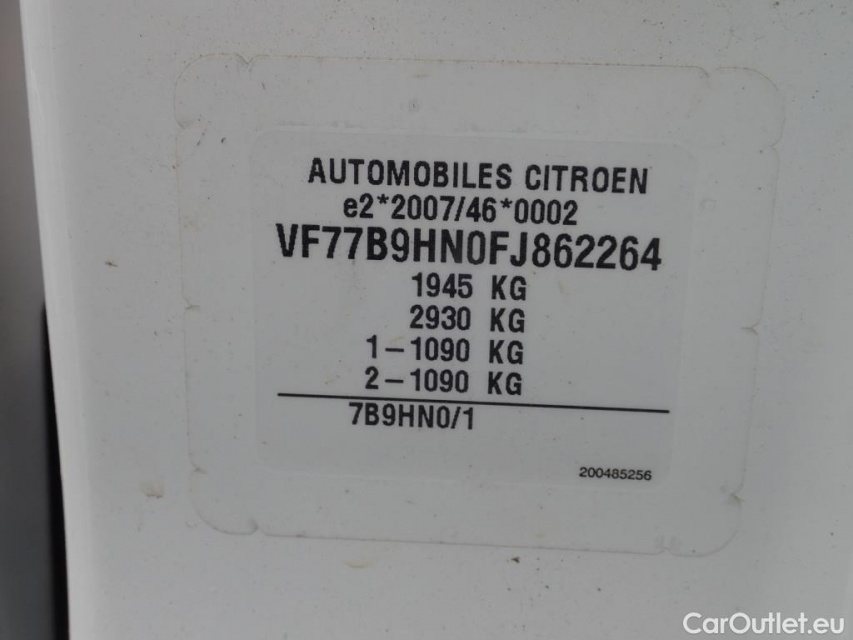 AUTOMOBILES CITROEN
e2*2007/46*0002
VF77B9HN0FJ862264
1945 KG
2930 KG
1-1090 KG
2-1090 KG
7B9HN0/1
200485256
CarOutlet.eu